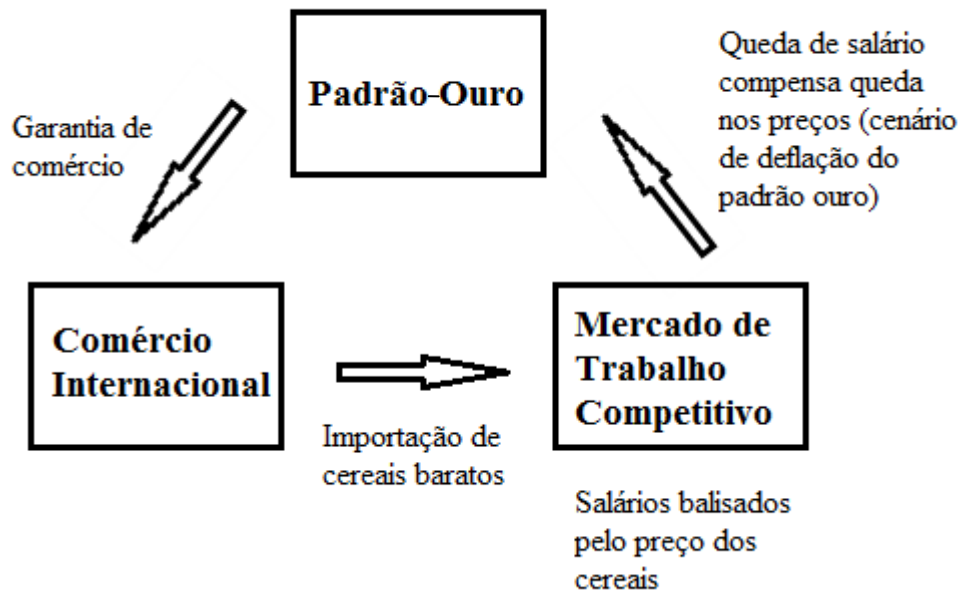 Padrão-Ouro
Queda de salário
compensa queda
nos preços (cenário
de deflação do
padrão ouro)
Garantia de
comércio
Comércio
Internacional
Importação de
cereais baratos
Mercado de
Trabalho
Competitivo
Salários balisados
pelo preço dos
cereais